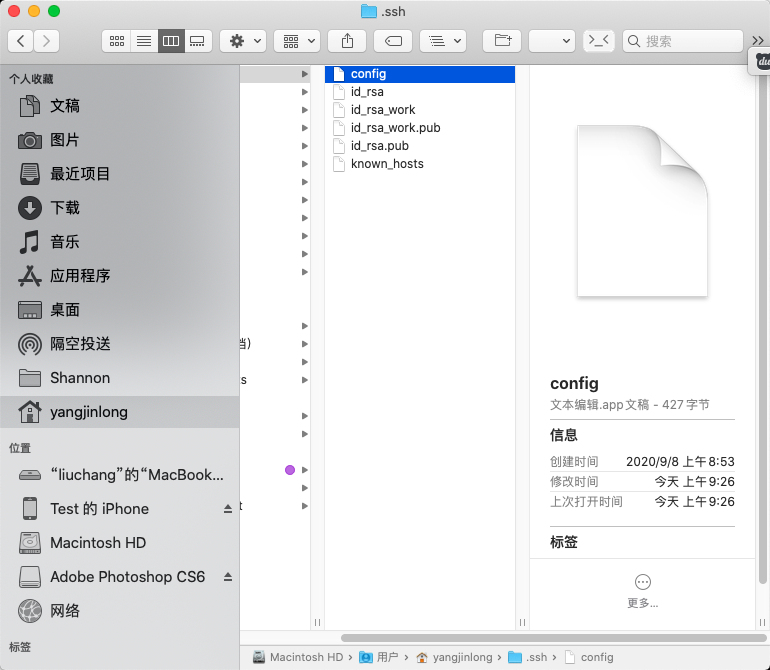 .ssh
搜索
个人收藏
文稿
图片
最近项目
下载
音乐
应用程序
桌面
隔空投送
Shannon
yangjinlong
位置
“liuchang”的“MacBook...
Test 的 iPhone
Macintosh HD
Adobe Photoshop CS6
网络
标签
s
t
config
id_rsa
id_rsa_work
id_rsa_work.pub
id_rsa.pub
known_hosts
config
文本编辑.app文稿 - 427 字节
信息
创建时间 2020/9/8 上午8:53
修改时间 今天 上午9:26
上次打开时间 今天 上午9:26
标签
更多...
Macintosh HD › 用户 › yangjinlong › .ssh › config